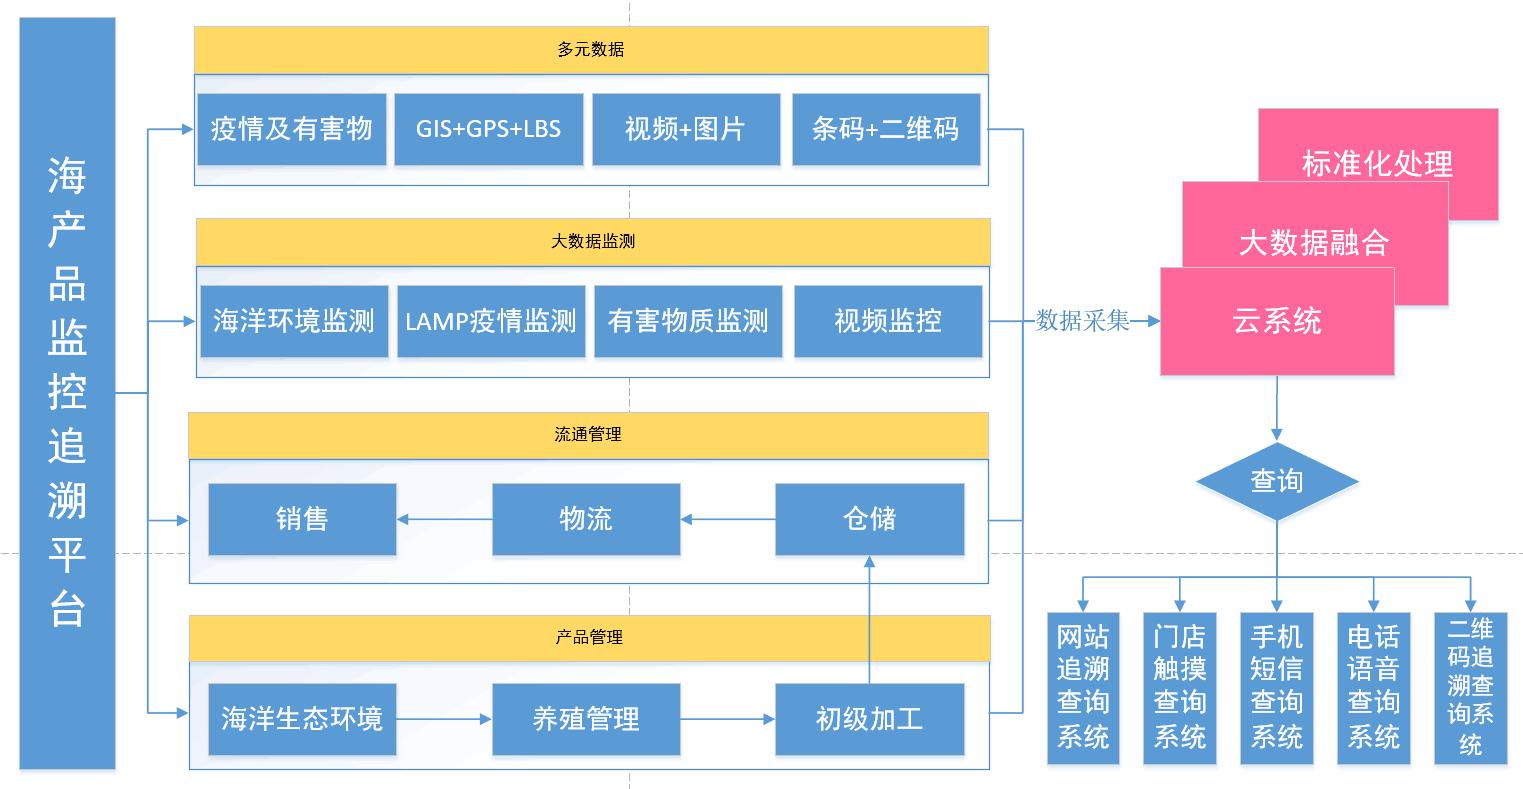 海
产
品
监
控
追
溯
平
台
多元数据
疫情及有害物
GIS+GPS+LBS
视频+图片
条码+二维码
大数据监测
海洋环境监测
LAMP疫情监测
有害物质监测
视频监控
流通管理
销售
物流
仓储
产品管理
海洋生态环境
养殖管理
初级加工
数据采集
标准化处理
大数据融合
云系统
查询
网站
追溯
查询
系统
门店
触摸
查询
系统
手机
短信
查询
系统
电话
语音
查询
系统
二维
码追
溯查
询系
统